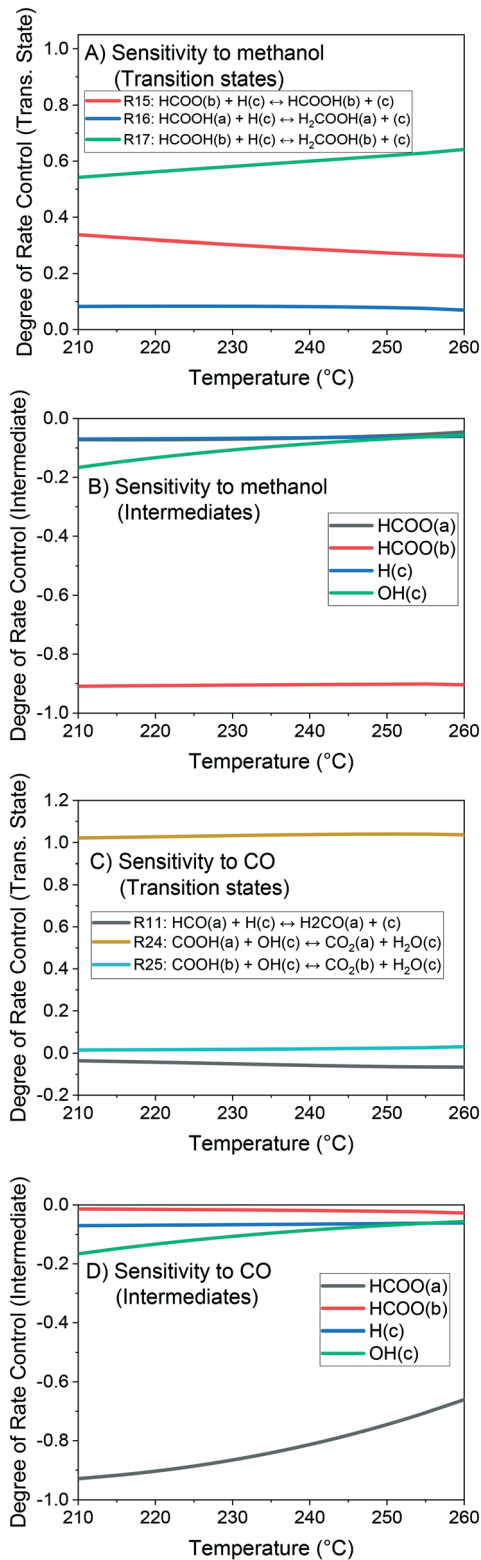 A) Sensitivity to methanol
(Transition states)
R15: HCOO(b) + H(c) ↔ HCOOH(b) + (c)
R16: HCOOH(a) + H(c) ↔ H₂COOH(a) + (c)
R17: HCOOH(b) + H(c) ↔ H₂COOH(b) + (c)
Degree of Rate Control (Trans. State)
1.0
0.8
0.6
0.4
0.2
0.0
210 220 230 240 250 260
Temperature (°C)
Degree of Rate Control (Intermediate)
0.0
-0.2
-0.4
-0.6
-0.8
-1.0
B) Sensitivity to methanol
(Intermediates)
HCOO(a)
HCOO(b)
H(c)
OH(c)
210 220 230 240 250 260
Temperature (°C)
Degree of Rate Control (Trans. State)
1.2
1.0
0.8
0.6
0.4
0.2
0.0
-0.2
C) Sensitivity to CO
(Transition states)
R11: HCO(a) + H(c) ↔ H2CO(a) + (c)
R24: COOH(a) + OH(c) ↔ CO₂(a) + H₂O(c)
R25: COOH(b) + OH(c) ↔ CO₂(b) + H₂O(c)
210 220 230 240 250 260
Temperature (°C)
Degree of Rate Control (Intermediate)
0.0
-0.2
-0.4
-0.6
-0.8
-1.0
D) Sensitivity to CO
(Intermediates)
HCOO(a)
HCOO(b)
H(c)
OH(c)
210 220 230 240 250 260
Temperature (°C)